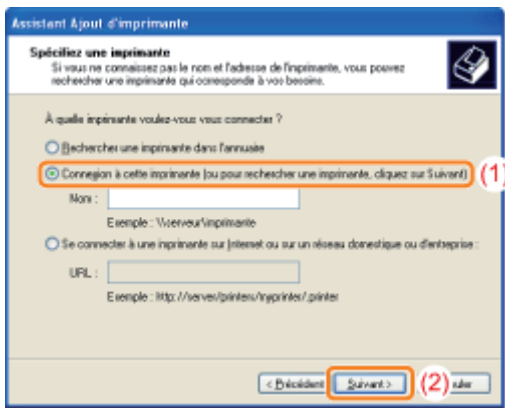 Assistant Ajout d'imprimante
Spécifiez une imprimante
Si vous ne connaissez pas le nom et l'adresse de l'imprimante, vous pouvez
rechercher une imprimante qui corresponde à vos besoins.
À quelle imprimante voulez-vous vous connecter ?
Rechercher une imprimante dans l'annuaire
Connexion à cette imprimante (ou pour rechercher une imprimante, cliquez sur Suivant)
(1)
Nom :
Exemple : \\serveur\imprimante
Se connecter à une imprimante sur Internet ou sur un réseau domestique ou d'entreprise :
URL :
Exemple : http://server/printers/myprinter/.printer
< Précédent
Suivant >
(2)
uler